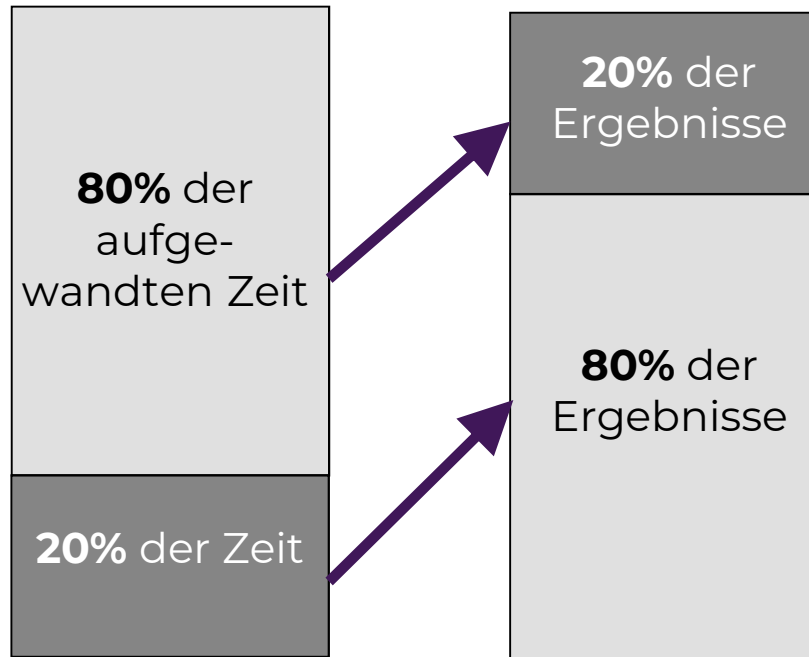 80% der
aufge-
wandten Zeit
20% der Zeit
20% der
Ergebnisse
80% der
Ergebnisse